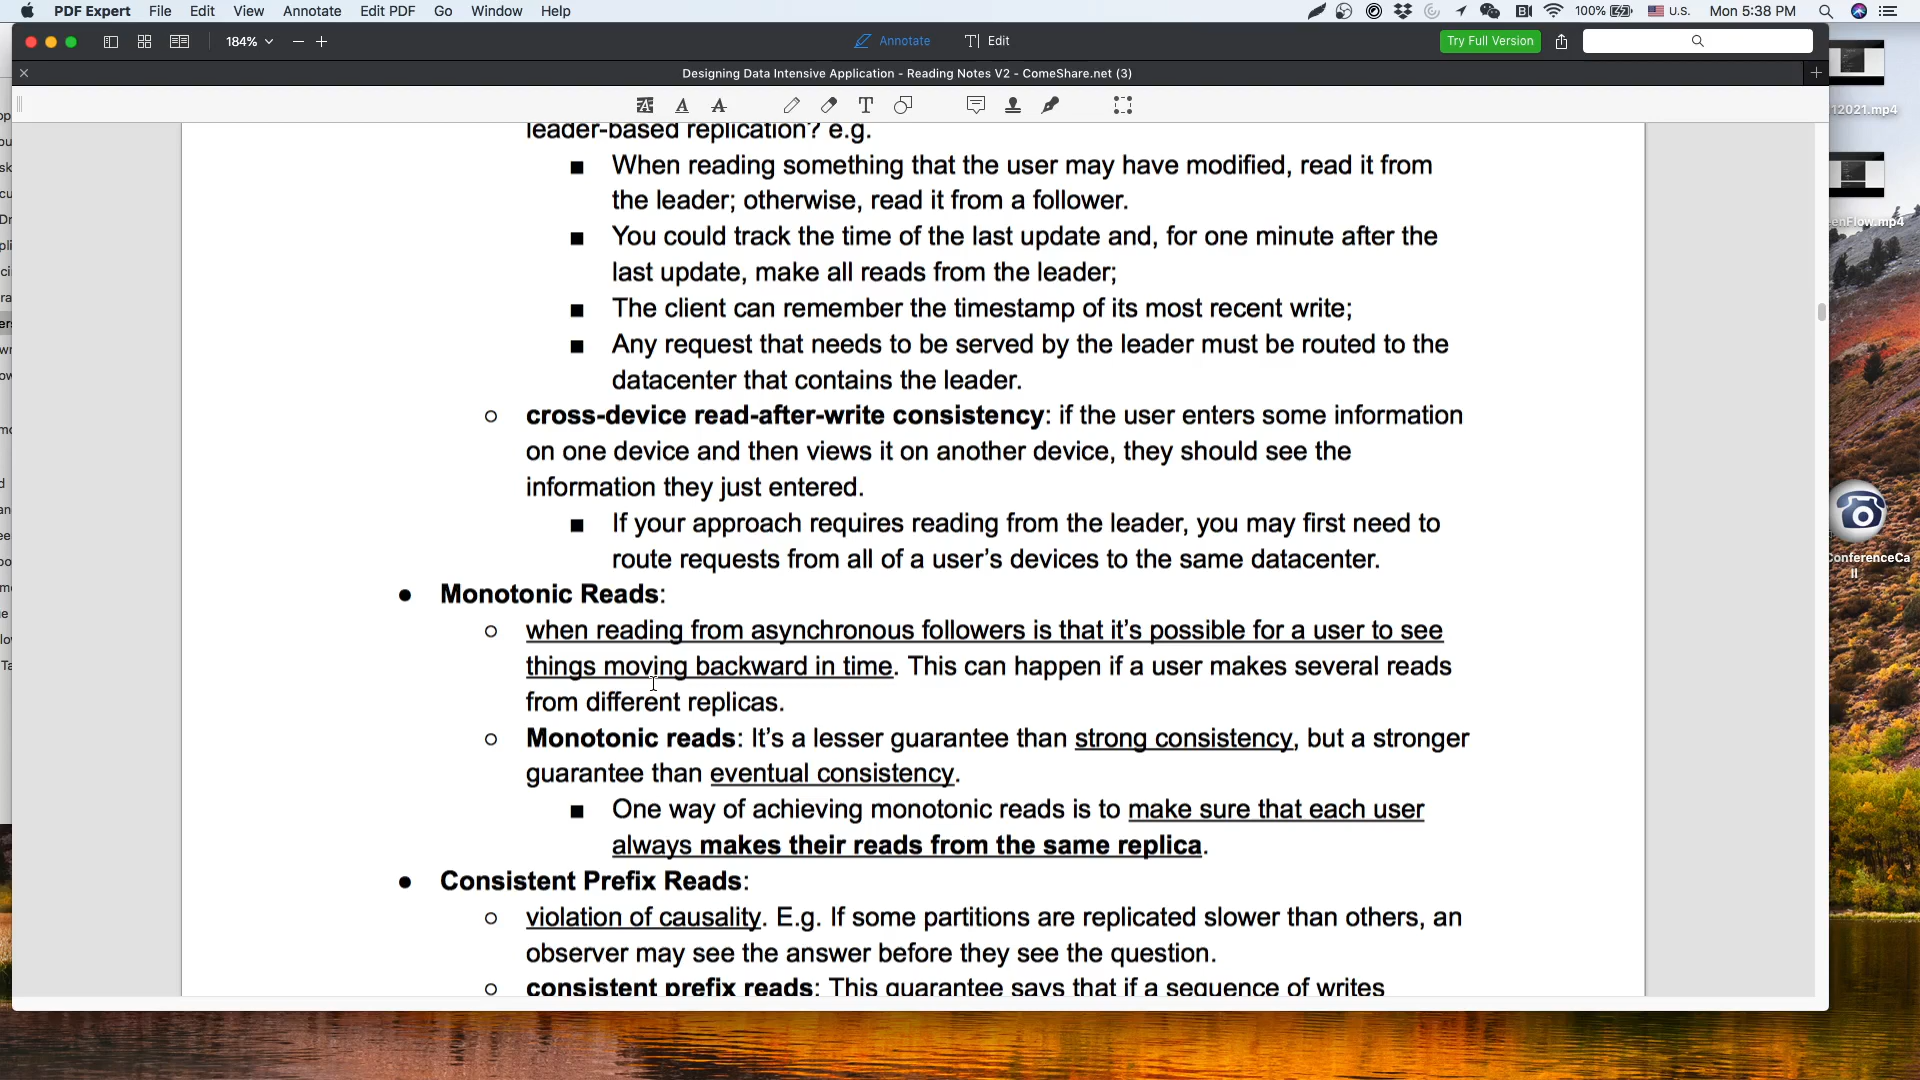 PDF Expert File Edit View Annotate Edit PDF Go Window Help 100% U.S. Mon 5:38 PM
184% Annotate Edit Try Full Version
Designing Data Intensive Application - Reading Notes V2 - ComeShare.net (3)
leader-based replication? e.g.
■ When reading something that the user may have modified, read it from
the leader; otherwise, read it from a follower.
■ You could track the time of the last update and, for one minute after the
last update, make all reads from the leader;
■ The client can remember the timestamp of its most recent write;
■ Any request that needs to be served by the leader must be routed to the
datacenter that contains the leader.
○ cross-device read-after-write consistency: if the user enters some information
on one device and then views it on another device, they should see the
information they just entered.
■ If your approach requires reading from the leader, you may first need to
route requests from all of a user’s devices to the same datacenter.
● Monotonic Reads:
○ when reading from asynchronous followers is that it’s possible for a user to see
things moving backward in time. This can happen if a user makes several reads
from different replicas.
○ Monotonic reads: It’s a lesser guarantee than strong consistency, but a stronger
guarantee than eventual consistency.
■ One way of achieving monotonic reads is to make sure that each user
always makes their reads from the same replica.
● Consistent Prefix Reads:
○ violation of causality. E.g. If some partitions are replicated slower than others, an
observer may see the answer before they see the question.
○ consistent prefix reads: This guarantee says that if a sequence of writes
12021.mp4
enFlow.mp4
ConferenceCa
ll